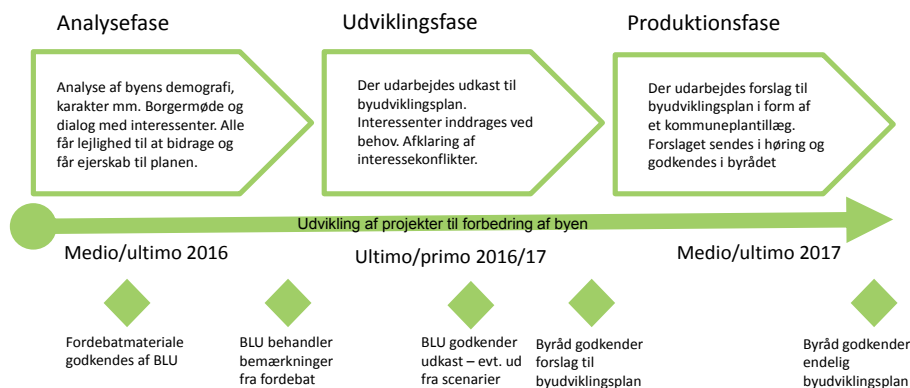 Analysefase
Udviklingsfase
Produktionsfase
Analyse af byens demografi,
karakter mm. Borgermøde og
dialog med interessenter. Alle
får lejlighed til at bidrage og
får ejerskab til planen.
Der udarbejdes udkast til
byudviklingsplan.
Interessenter inddrages ved
behov. Afklaring af
interessekonflikter.
Der udarbejdes forslag til
byudviklingsplan i form af
et kommuneplantillæg.
Forslaget sendes i høring og
godkendes i byrådet
Udvikling af projekter til forbedring af byen
Medio/ultimo 2016
Ultimo/primo 2016/17
Medio/ultimo 2017
Fordebatmateriale
godkendes af BLU
BLU behandler
bemærkninger
fra fordebat
BLU godkender
udkast – evt. ud
fra scenarier
Byråd godkender
forslag til
byudviklingsplan
Byråd godkender
endelig
byudviklingsplan